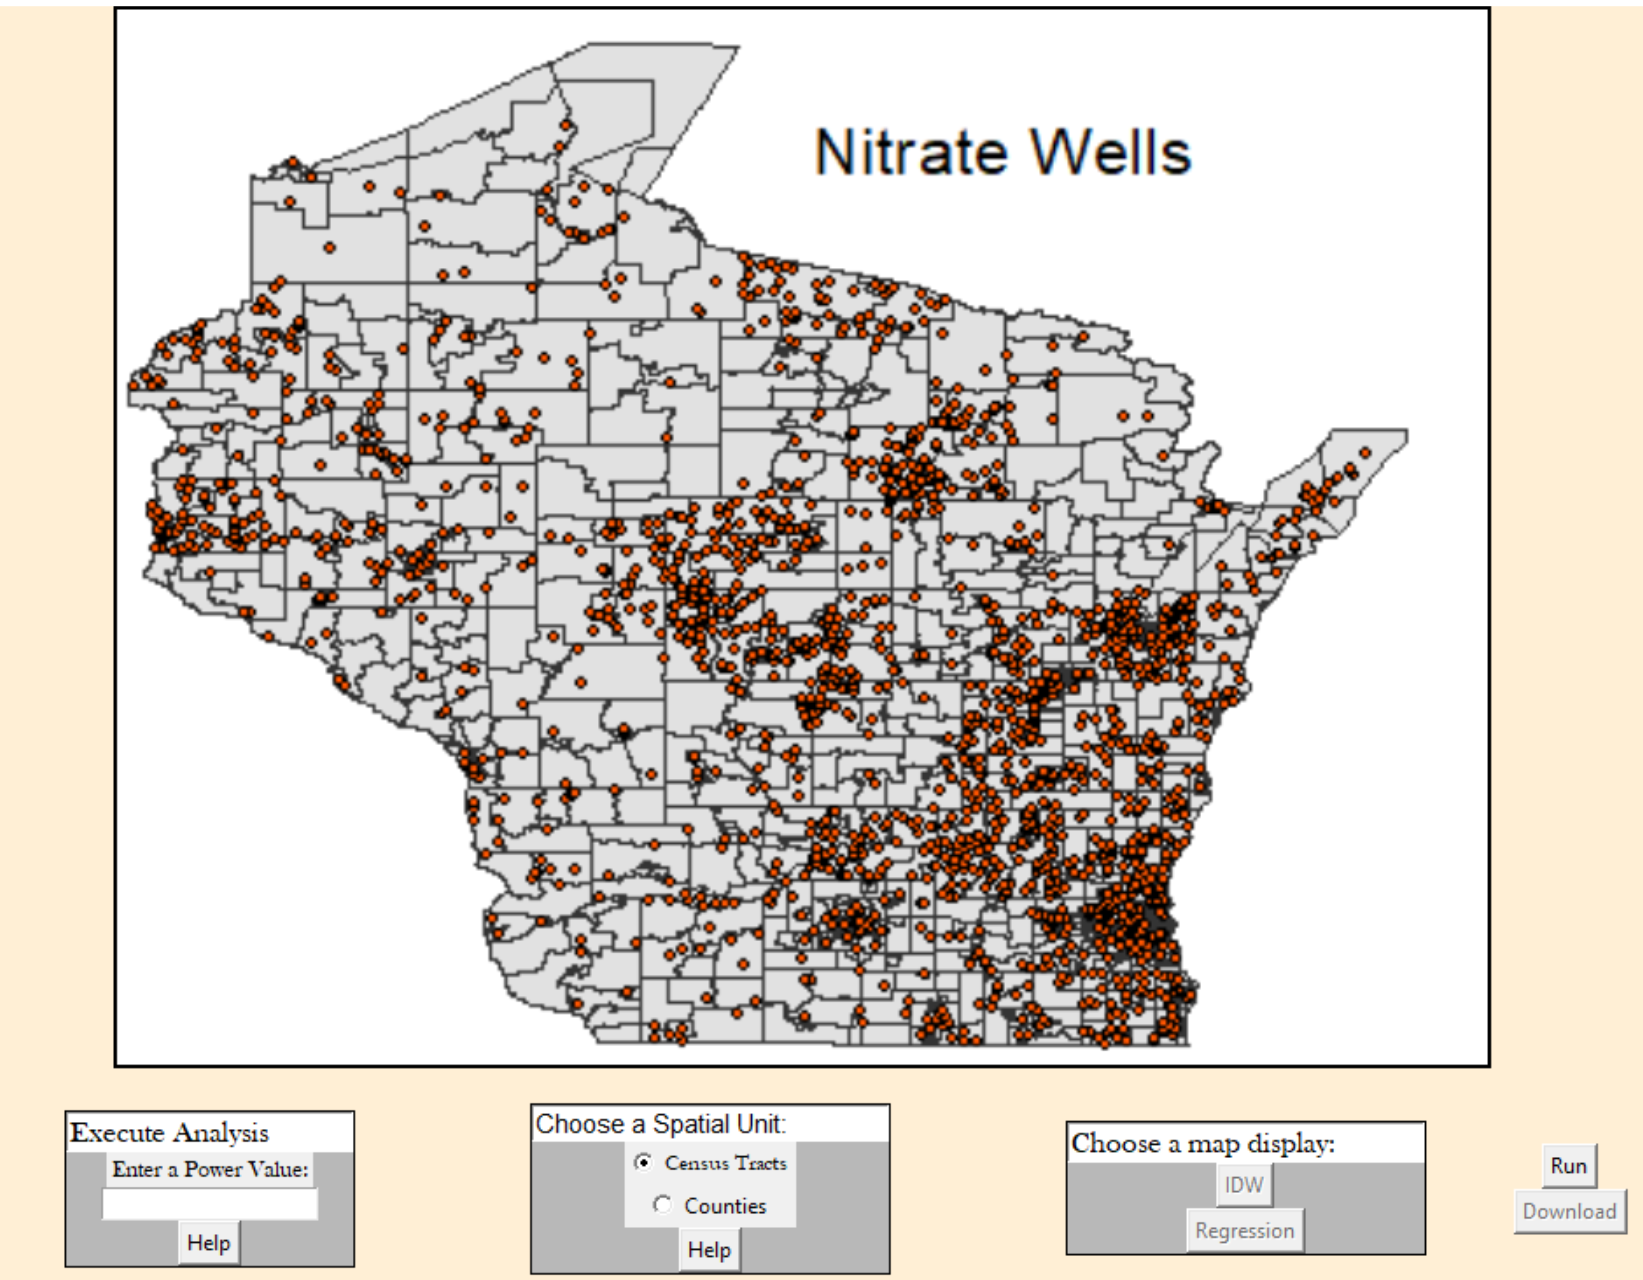 Nitrate Wells
Execute Analysis
Enter a Power Value:
Help
Choose a Spatial Unit:
Census Tracts
Counties
Help
Choose a map display:
IDW
Regression
Run
Download